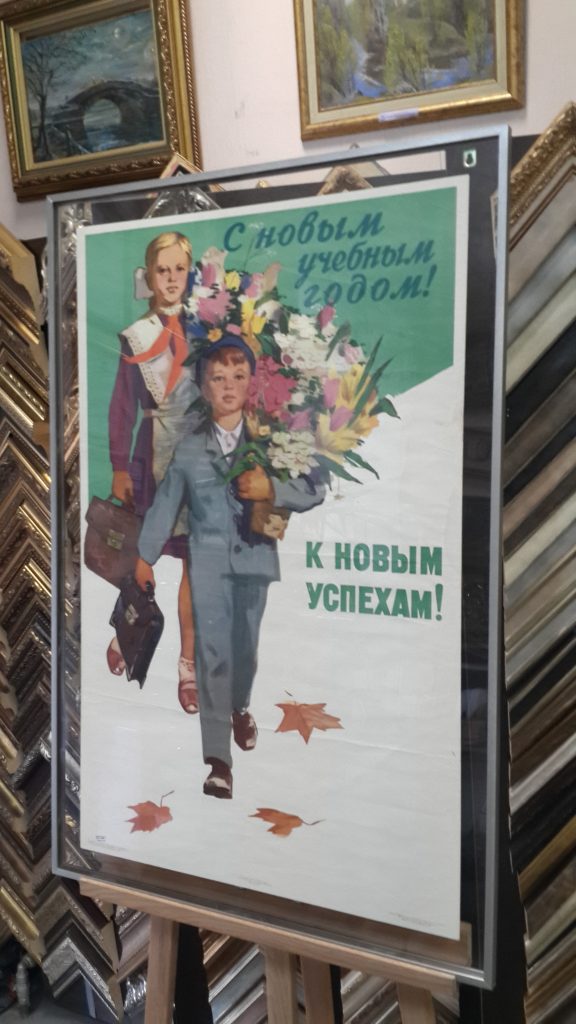 С новым
учебным
годом!
К НОВЫМ
УСПЕХАМ!